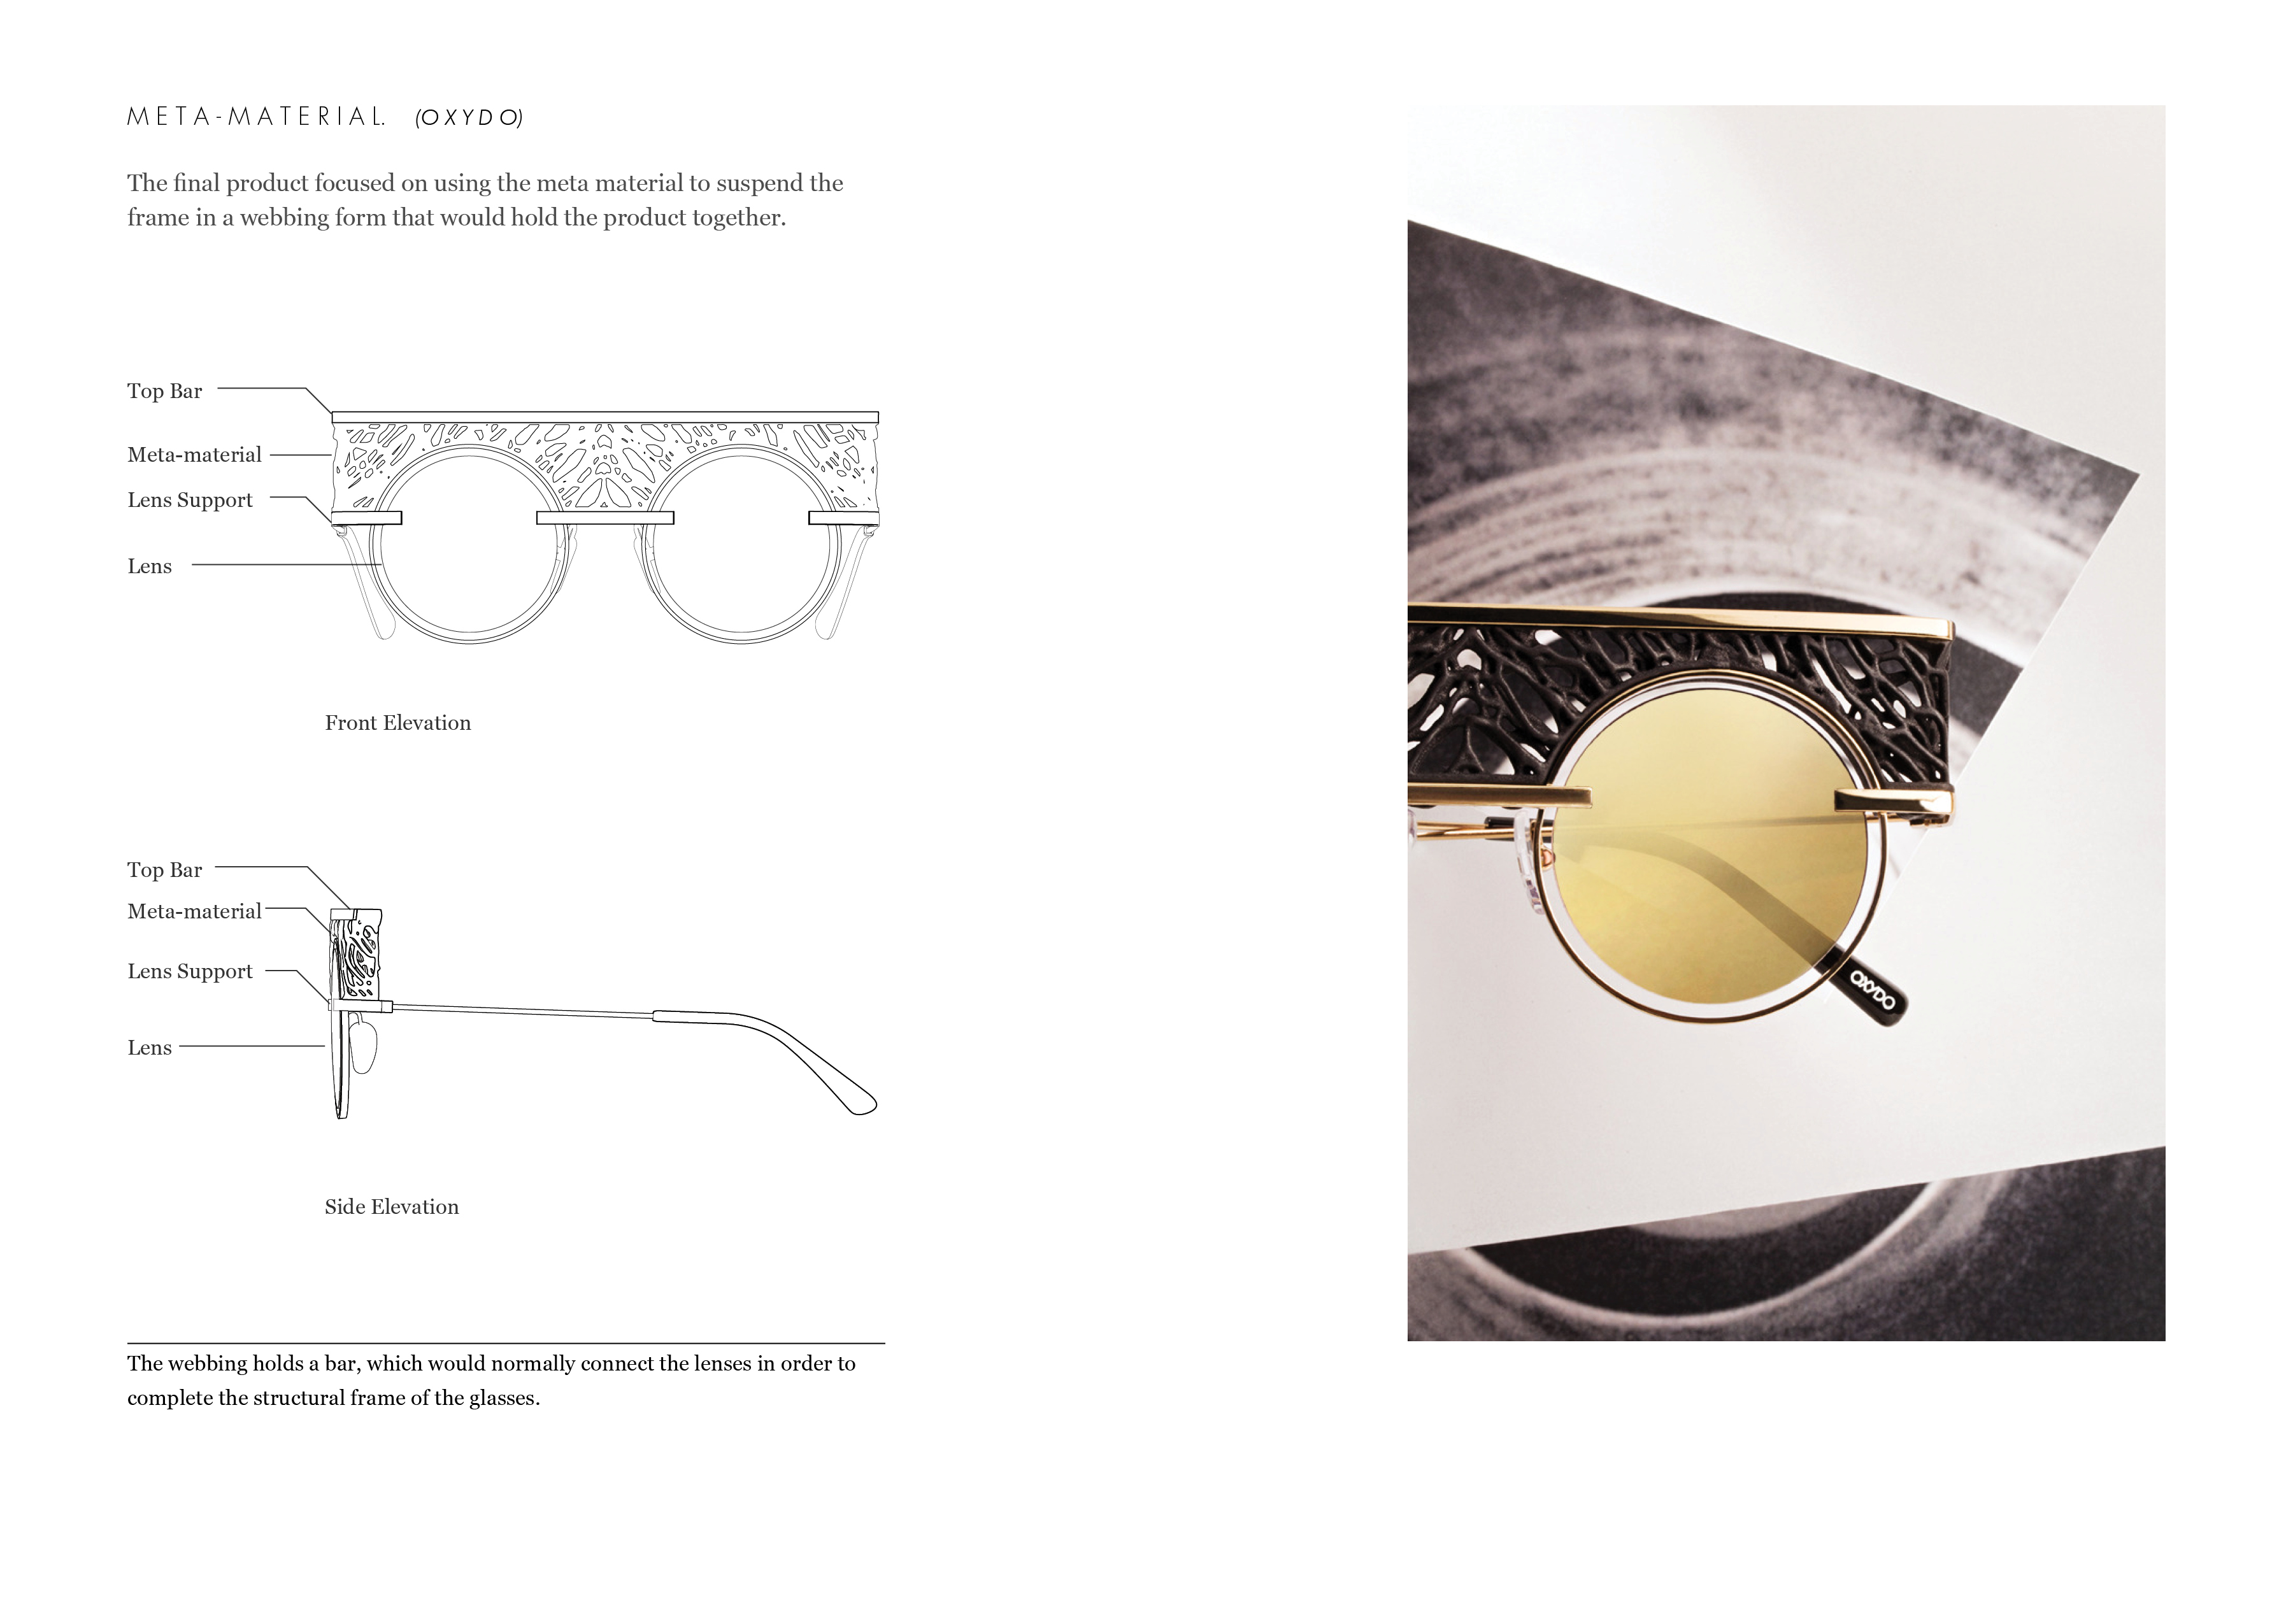 META-MATERIAL. (OXYDO)
The final product focused on using the meta material to suspend the
frame in a webbing form that would hold the product together.
Top Bar
Meta-material
Lens Support
Lens
Front Elevation
Top Bar
Meta-material
Lens Support
Lens
Side Elevation
The webbing holds a bar, which would normally connect the lenses in order to
complete the structural frame of the glasses.
OXYDO